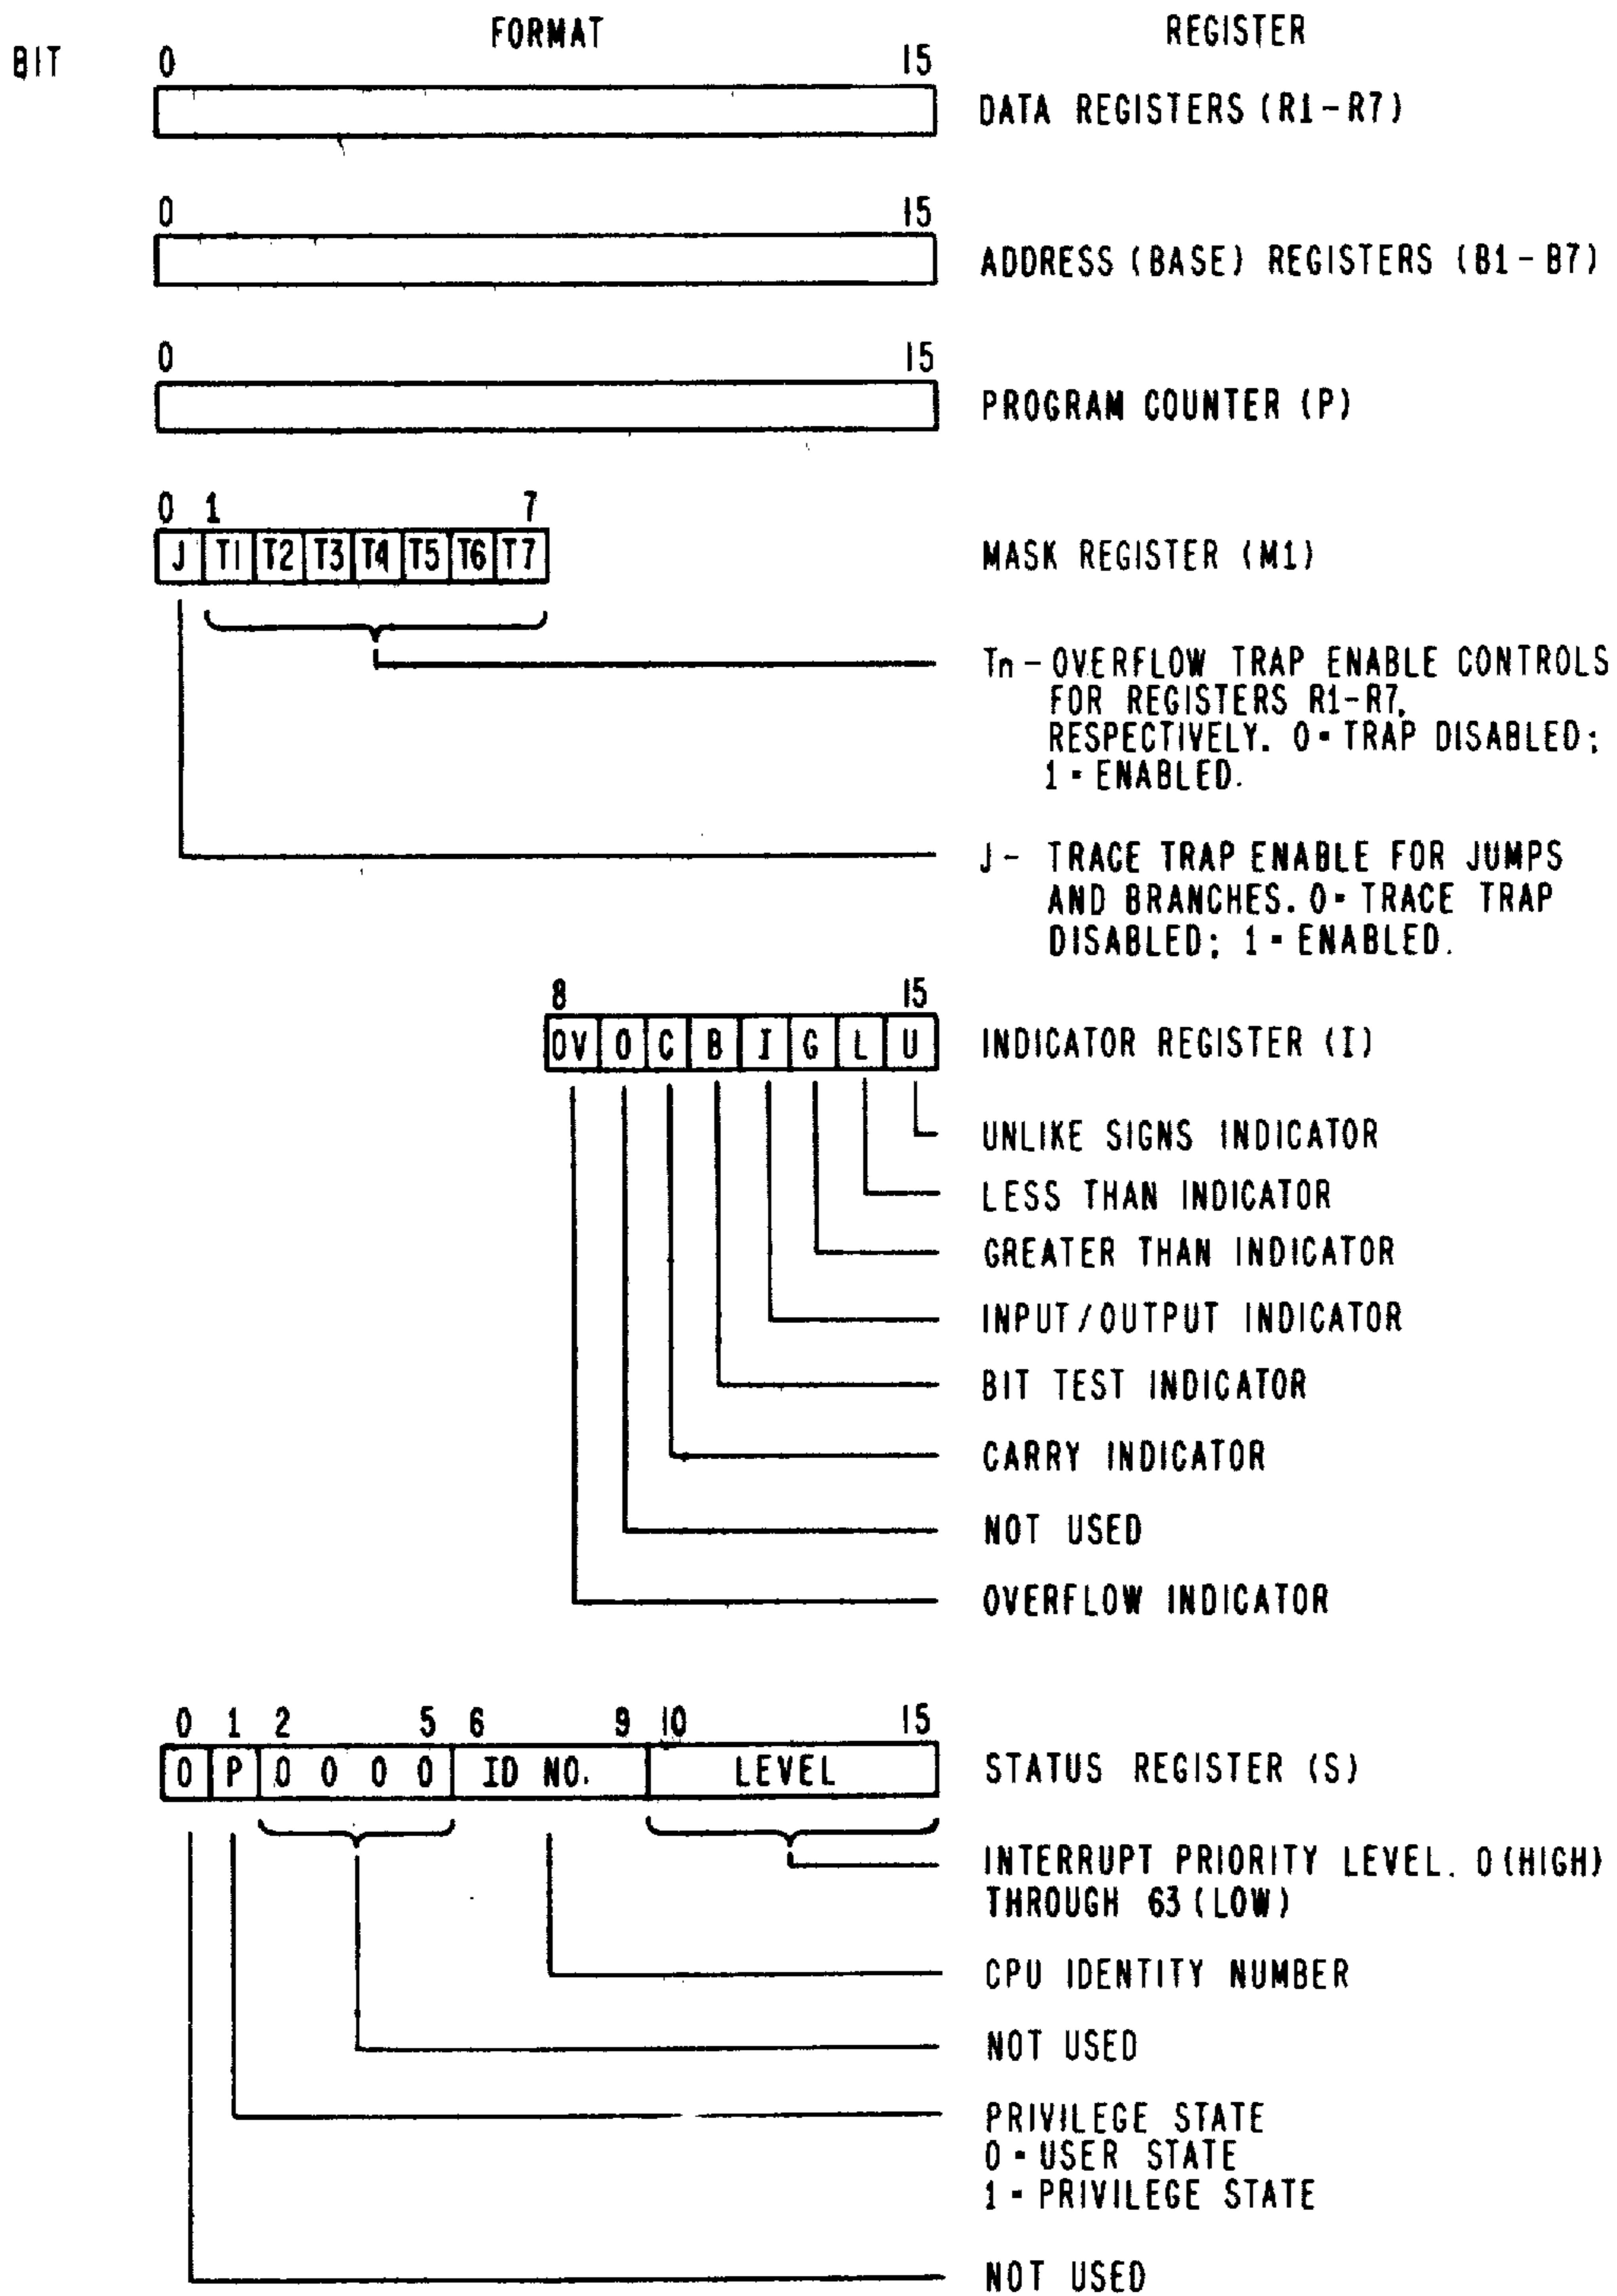 FORMAT REGISTER
BIT 0 15
DATA REGISTERS (R1-R7)
0 15
ADDRESS (BASE) REGISTERS (B1-B7)
0 15
PROGRAM COUNTER (P)
0 1 7
J T1 T2 T3 T4 T5 T6 T7 MASK REGISTER (M1)
Tn - OVERFLOW TRAP ENABLE CONTROLS
FOR REGISTERS R1-R7,
RESPECTIVELY. 0 = TRAP DISABLED;
1 = ENABLED.
J - TRACE TRAP ENABLE FOR JUMPS
AND BRANCHES. 0 = TRACE TRAP
DISABLED; 1 = ENABLED.
8 15
OV 0 C B I G L U INDICATOR REGISTER (I)
UNLIKE SIGNS INDICATOR
LESS THAN INDICATOR
GREATER THAN INDICATOR
INPUT/OUTPUT INDICATOR
BIT TEST INDICATOR
CARRY INDICATOR
NOT USED
OVERFLOW INDICATOR
0 1 2 5 6 9 10 15
0 P 0 0 0 0 ID NO. LEVEL STATUS REGISTER (S)
INTERRUPT PRIORITY LEVEL. 0 (HIGH)
THROUGH 63 (LOW)
CPU IDENTITY NUMBER
NOT USED
PRIVILEGE STATE
0 = USER STATE
1 = PRIVILEGE STATE
NOT USED